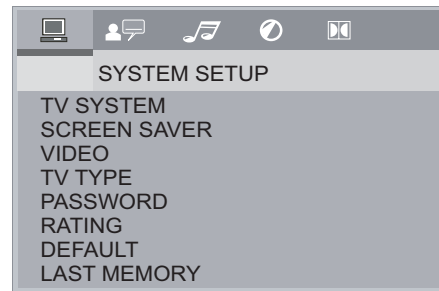 SYSTEM SETUP
TV SYSTEM
SCREEN SAVER
VIDEO
TV TYPE
PASSWORD
RATING
DEFAULT
LAST MEMORY